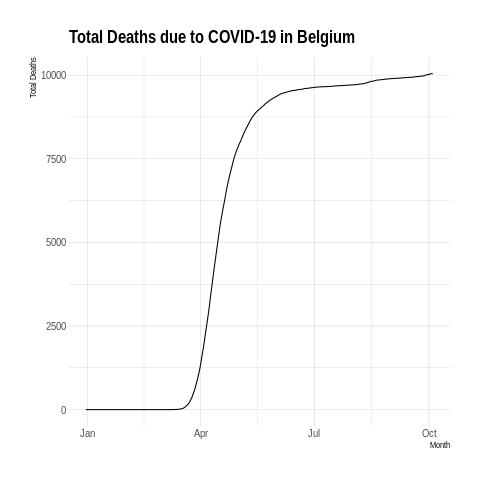 Total Deaths due to COVID-19 in Belgium
Total Deaths
10000
7500
5000
2500
0
Jan Apr Jul Oct
Month